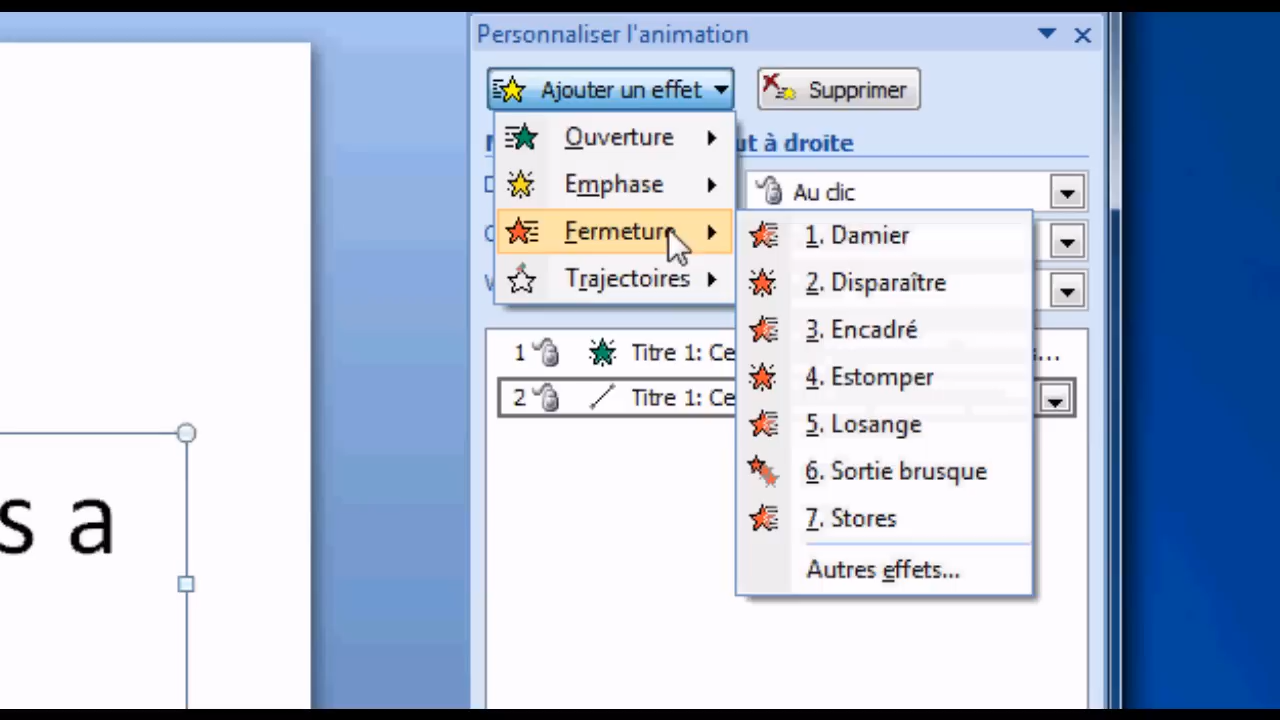 Personnaliser l'animation
Ajouter un effet
Supprimer
Ouverture
ut à droite
Emphase
Au clic
Fermeture
1. Damier
Trajectoires
2. Disparaître
3. Encadré
1 Titre 1: Ce
...
4. Estomper
2 Titre 1: Ce
5. Losange
6. Sortie brusque
s a
7. Stores
Autres effets...